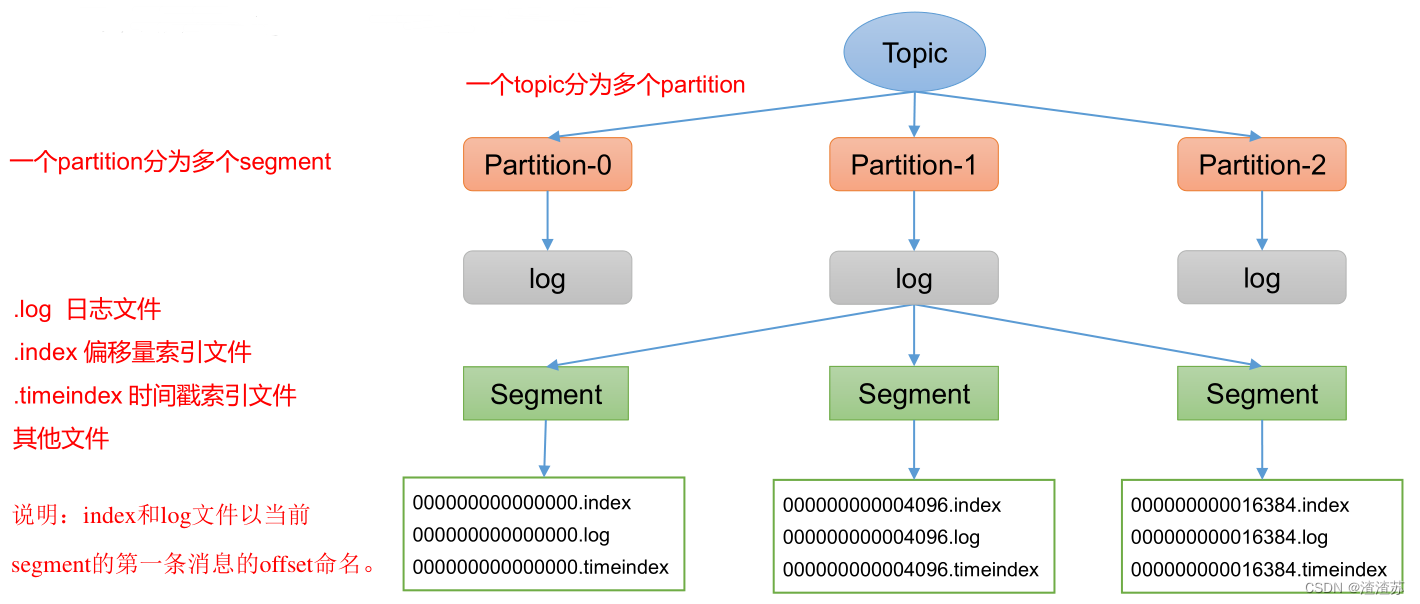 Topic
一个topic分为多个partition
一个partition分为多个segment
Partition-0
Partition-1
Partition-2
log
log
log
.log 日志文件
.index 偏移量索引文件
.timeindex 时间戳索引文件
其他文件
Segment
Segment
Segment
说明：index和log文件以当前
segment的第一条消息的offset命名。
000000000000000.index
000000000000000.log
000000000000000.timeindex
000000000004096.index
000000000004096.log
000000000004096.timeindex
000000000016384.index
000000000016384.log
000000000016384.timeindex
CSDN @渣渣苏